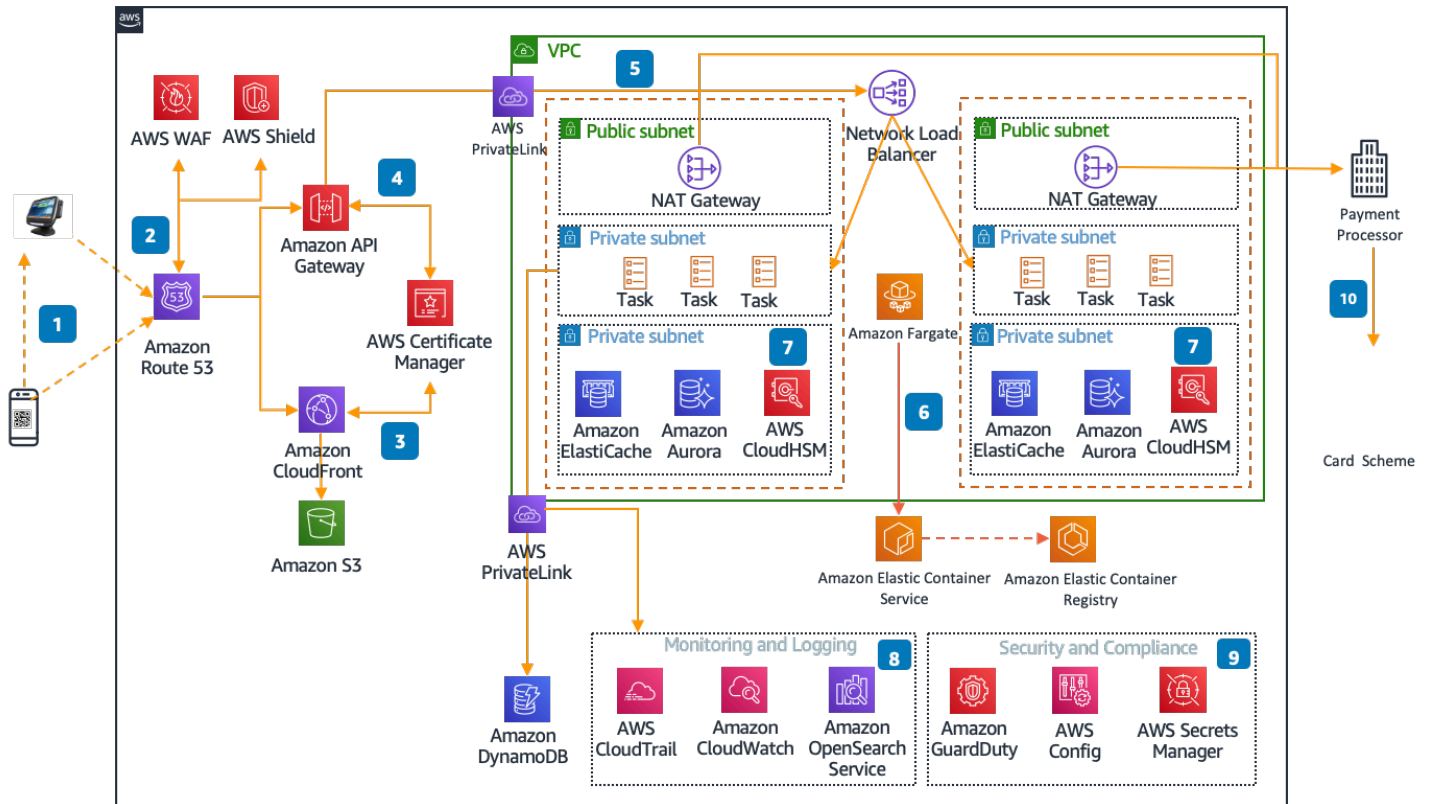 aws
VPC
5
AWS WAF
AWS Shield
AWS
PrivateLink
Public subnet
NAT Gateway
Network Load
Balancer
Public subnet
NAT Gateway
Payment
Processor
4
2
Amazon API
Gateway
Private subnet
Task
Task
Task
Private subnet
Task
Task
Task
53
1
Amazon
Route 53
AWS Certificate
Manager
Amazon Fargate
10
Private subnet
7
Amazon
ElastiCache
Amazon
Aurora
AWS
CloudHSM
Private subnet
7
Amazon
ElastiCache
Amazon
Aurora
AWS
CloudHSM
6
3
Amazon
CloudFront
Card Scheme
Amazon S3
AWS
PrivateLink
Amazon Elastic Container
Service
Amazon Elastic Container
Registry
Monitoring and Logging
8
AWS
CloudTrail
Amazon
CloudWatch
Amazon
OpenSearch
Service
Security and Compliance
9
Amazon
GuardDuty
AWS
Config
AWS Secrets
Manager
Amazon
DynamoDB